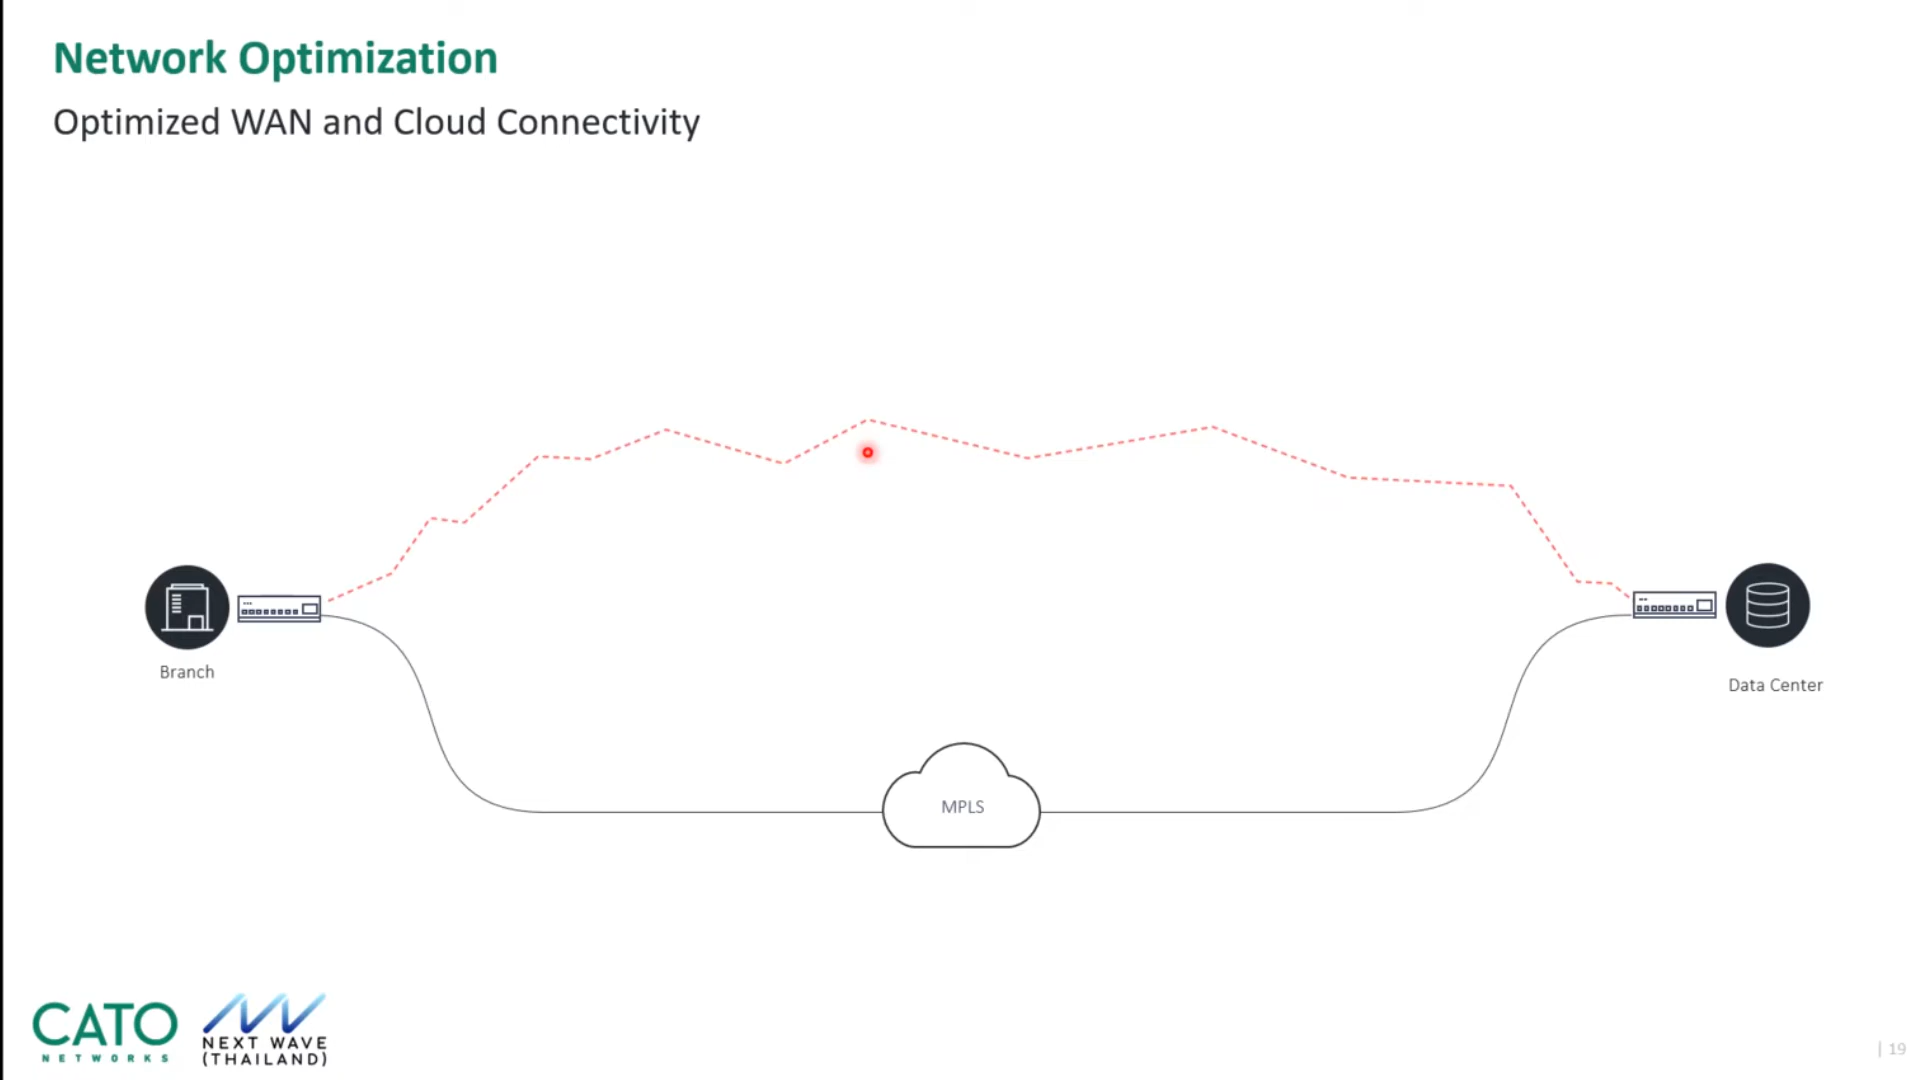 Network Optimization
Optimized WAN and Cloud Connectivity
Branch
Data Center
MPLS
CATO
NETWORKS
NEXT WAVE
(THAILAND)
| 19